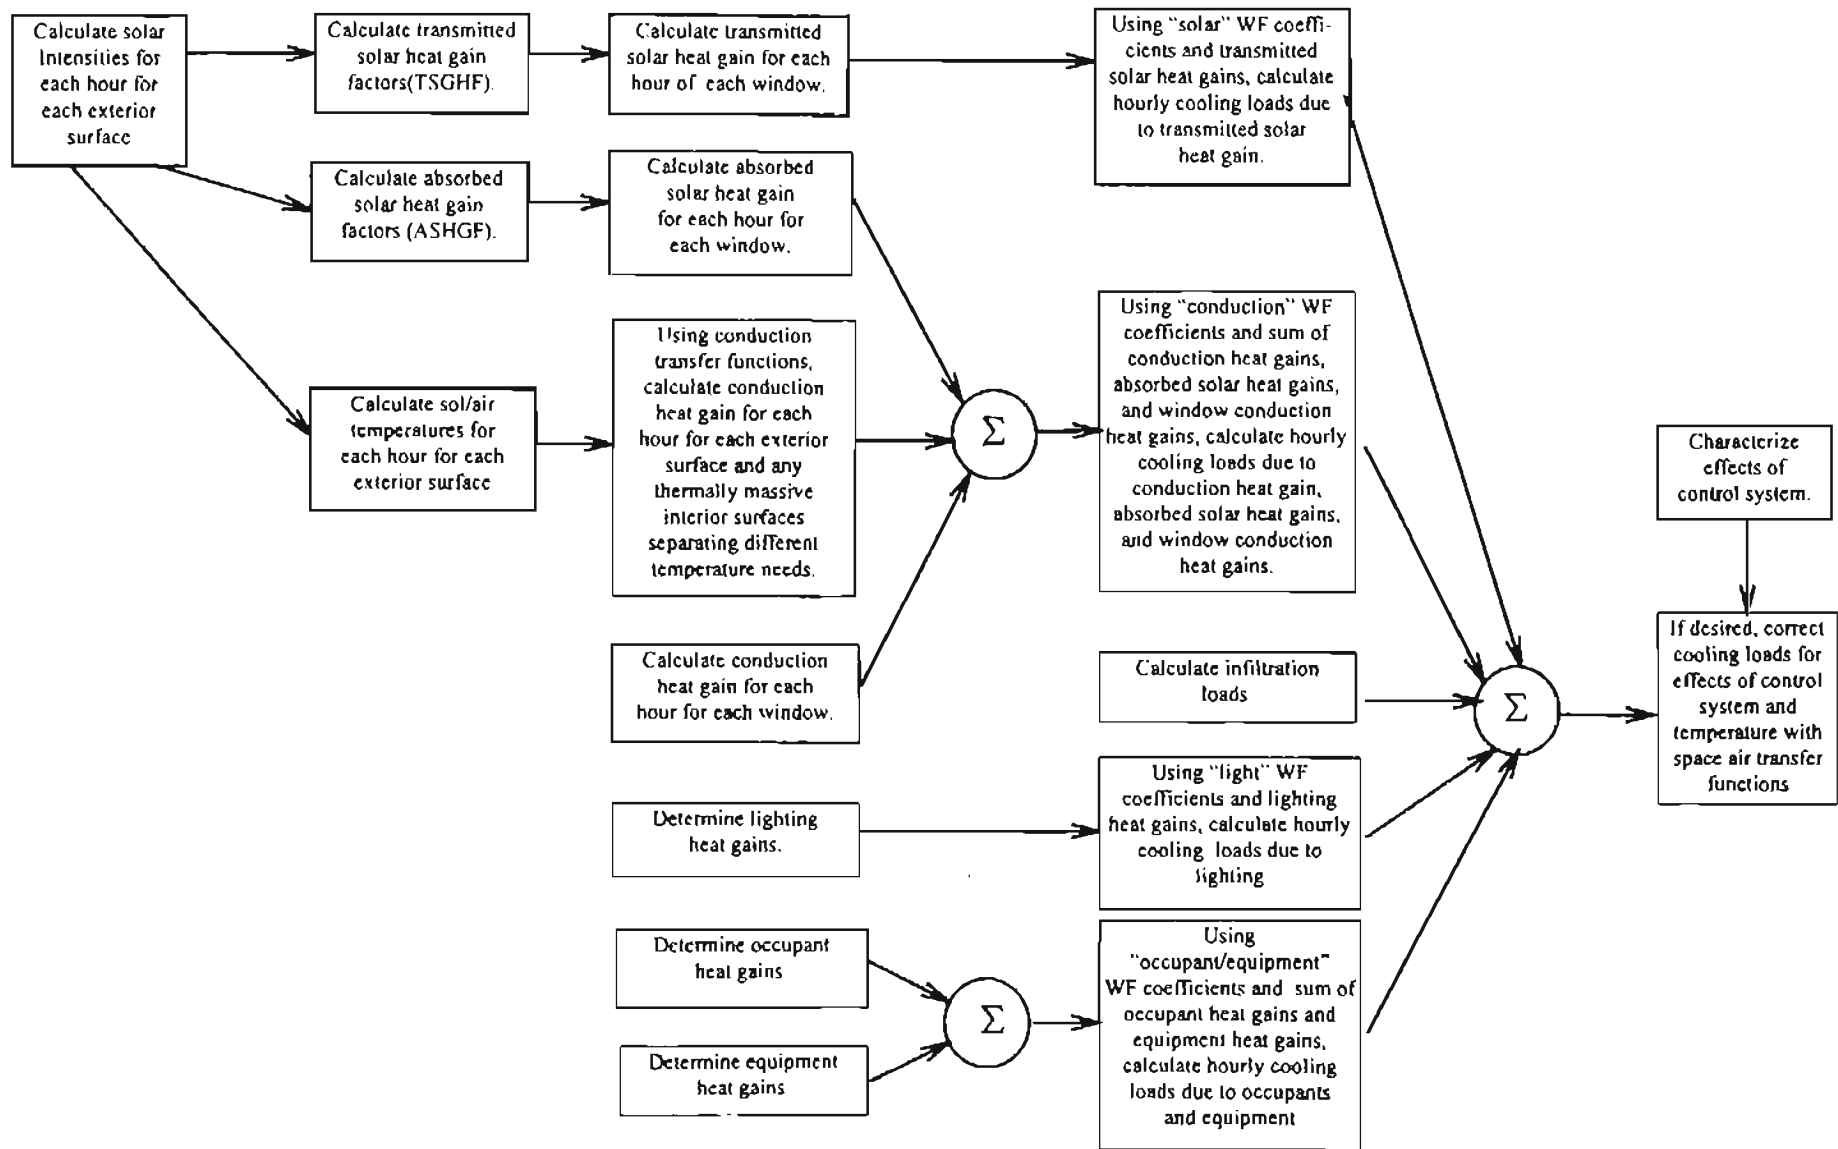 Calculate solar
Intensities for
each hour for
each exterior
surface
Calculate transmitted
solar heat gain
factors(TSGHF).
Calculate transmitted
solar heat gain for each
hour of each window.
Using "solar" WF coeffi-
cients and transmitted
solar heat gains, calculate
hourly cooling loads due
to transmitted solar
heat gain.
Calculate absorbed
solar heat gain
factors (ASHGF).
Calculate absorbed
solar heat gain
for each hour for
each window.
Calculate sol/air
temperatures for
each hour for each
exterior surface
Using conduction
transfer functions,
calculate conduction
heat gain for each
hour for each exterior
surface and any
thermally massive
interior surfaces
separating different
temperature needs.
Calculate conduction
heat gain for each
hour for each window.
Σ
Using "conduction" WF
coefficients and sum of
conduction heat gains,
absorbed solar heat gains,
and window conduction
heat gains, calculate hourly
cooling loads due to
conduction heat gain,
absorbed solar heat gains,
and window conduction
heat gains.
Calculate infiltration
loads
Determine lighting
heat gains.
Using "light" WF
coefficients and lighting
heat gains, calculate hourly
cooling loads due to
lighting
Determine occupant
heat gains
Determine equipment
heat gains
Σ
Using
"occupant/equipment"
WF coefficients and sum of
occupant heat gains and
equipment heat gains,
calculate hourly cooling
loads due to occupants
and equipment
Σ
Characterize
effects of
control system.
If desired, correct
cooling loads for
effects of control
system and
temperature with
space air transfer
functions